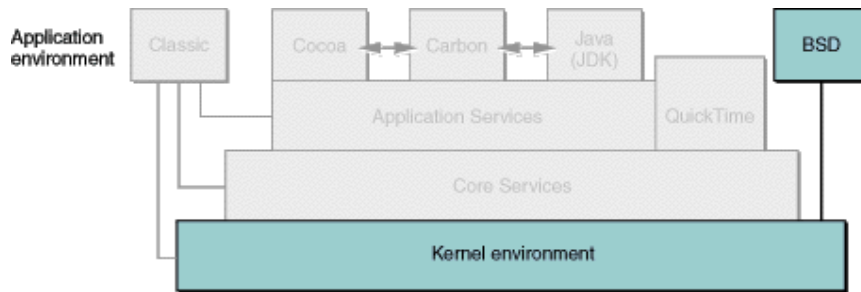 Application
environment
Classic
Cocoa
Carbon
Java
(JDK)
BSD
Application Services
QuickTime
Core Services
Kernel environment